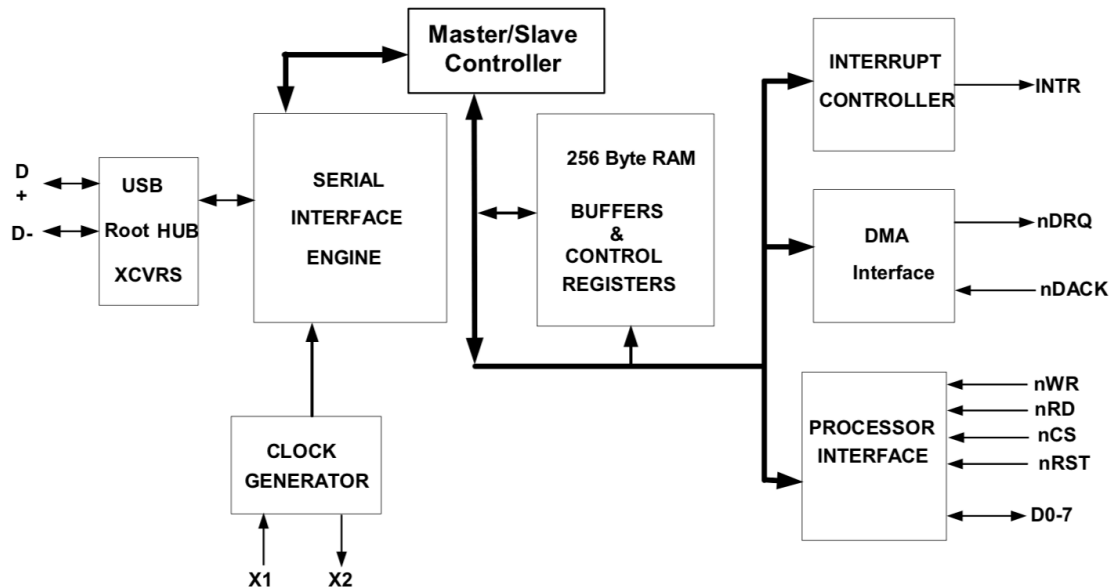 Master/Slave
Controller
INTERRUPT
CONTROLLER
INTR
D
+
D-
USB
Root HUB
XCVRS
SERIAL
INTERFACE
ENGINE
256 Byte RAM
BUFFERS
&
CONTROL
REGISTERS
DMA
Interface
nDRQ
nDACK
CLOCK
GENERATOR
X1
X2
PROCESSOR
INTERFACE
nWR
nRD
nCS
nRST
D0-7